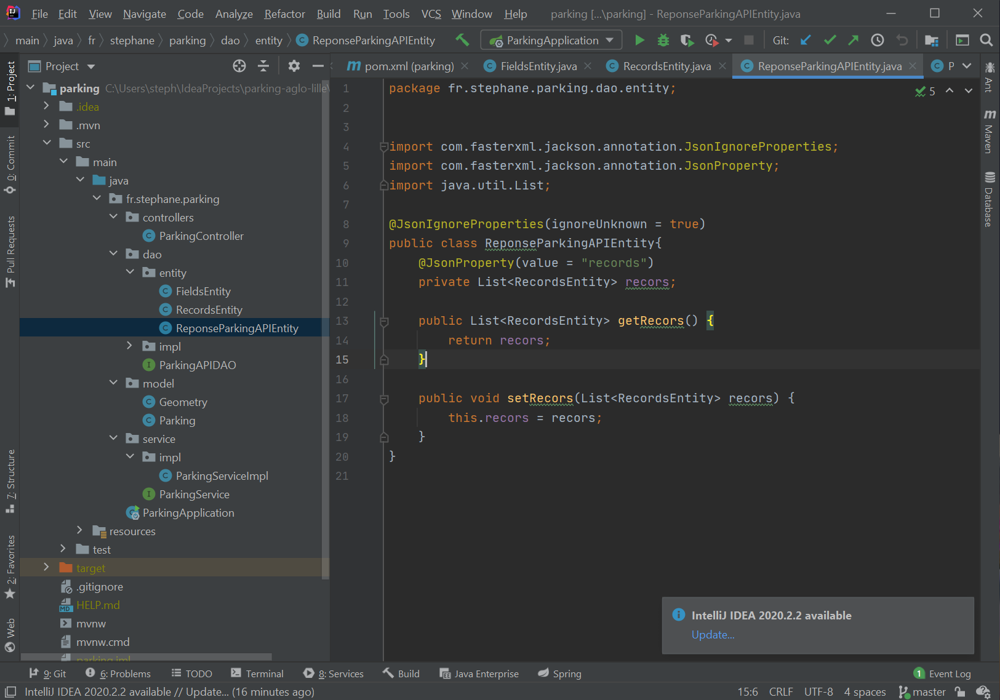 File Edit View Navigate Code Analyze Refactor Build Run Tools VCS Window Help parking [...\parking] - ReponseParkingAPIEntity.java
main java fr stephane parking dao entity ReponseParkingAPIEntity ParkingApplication Git:
1: Project
0: Commit
Pull Requests
7: Structure
2: Favorites
Web
Project
parking C:\Users\steph\IdeaProjects\parking-aglo-lille\
.idea
.mvn
src
main
java
fr.stephane.parking
controllers
ParkingController
dao
entity
FieldsEntity
RecordsEntity
ReponseParkingAPIEntity
impl
ParkingAPIDAO
model
Geometry
Parking
service
impl
ParkingServiceImpl
ParkingService
ParkingApplication
resources
test
target
.gitignore
HELP.md
mvnw
mvnw.cmd
parking.iml
pom.xml (parking) FieldsEntity.java RecordsEntity.java ReponseParkingAPIEntity.java P
5
1 package fr.stephane.parking.dao.entity;
2
3
4 import com.fasterxml.jackson.annotation.JsonIgnoreProperties;
5 import com.fasterxml.jackson.annotation.JsonProperty;
6 import java.util.List;
7
8 @JsonIgnoreProperties(ignoreUnknown = true)
9 public class ReponseParkingAPIEntity{
10 @JsonProperty(value = "records")
11 private List<RecordsEntity> recors;
12
13 public List<RecordsEntity> getRecors() {
14 return recors;
15 }
16
17 public void setRecors(List<RecordsEntity> recors) {
18 this.recors = recors;
19 }
20 }
21
Ant
Maven
Database
IntelliJ IDEA 2020.2.2 available
Update...
9: Git 6: Problems TODO Terminal 8: Services Build Java Enterprise Spring 1 Event Log
IntelliJ IDEA 2020.2.2 available // Update... (16 minutes ago) 15:6 CRLF UTF-8 4 spaces master